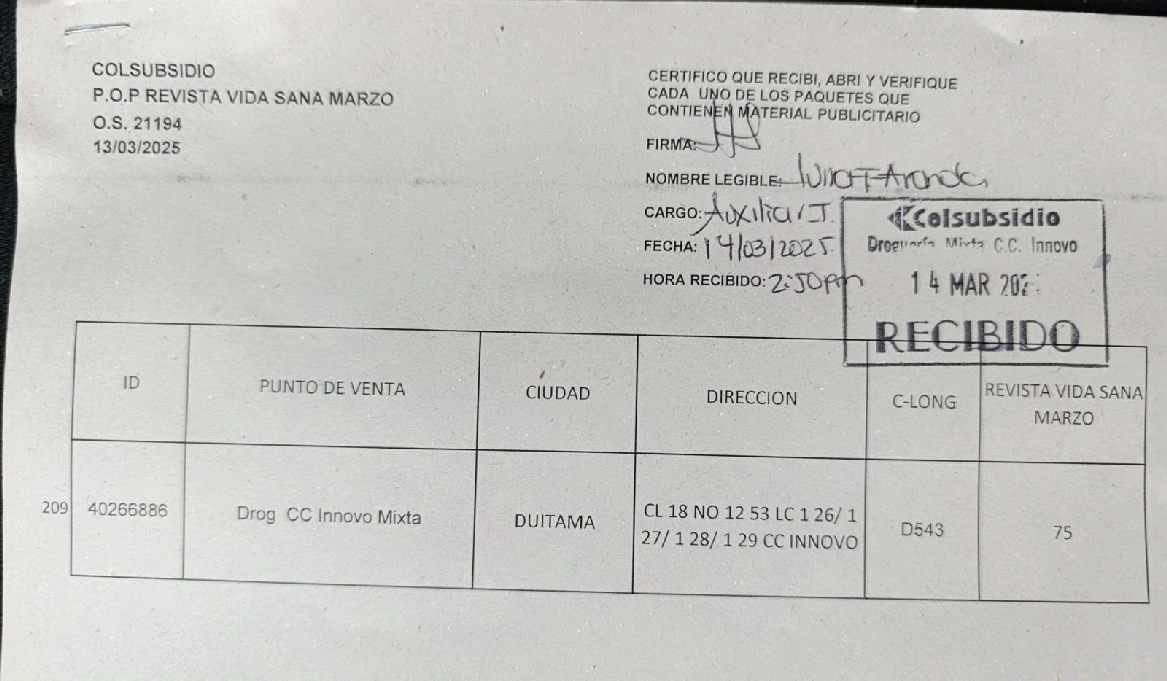 COLSUBSIDIO
P.O.P REVISTA VIDA SANA MARZO
O.S. 21194
13/03/2025
CERTIFICO QUE RECIBI, ABRI Y VERIFIQUE
CADA UNO DE LOS PAQUETES QUE
CONTIENEN MATERIAL PUBLICITARIO
FIRMA:
NOMBRE LEGIBLE:
CARGO: Auxiliar I.
FECHA: 14/03/2025
HORA RECIBIDO: 2:50pm
Colsubsidio
Droguería Mixta C.C. Innovo
14 MAR
RECIBIDO
ID PUNTO DE VENTA CIUDAD DIRECCION C-LONG REVISTA VIDA SANA
MARZO
209 40266886 Drog CC Innovo Mixta DUITAMA CL 18 NO 12 53 LC 1 26/ 1 D543 75
27/ 1 28/ 1 29 CC INNOVO